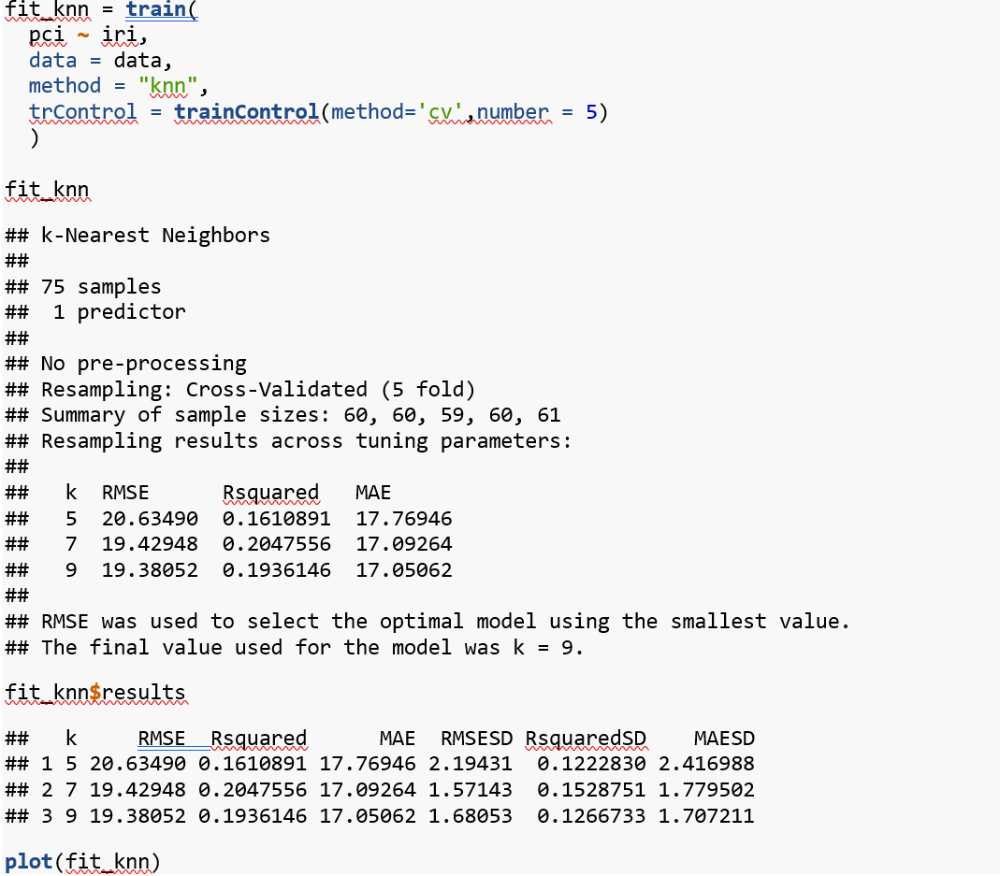 fit_knn = train(
  pci ~ iri,
  data = data,
  method = "knn",
  trControl = trainControl(method='cv',number = 5)
  )
fit_knn
## k-Nearest Neighbors
##
## 75 samples
##  1 predictor
##
## No pre-processing
## Resampling: Cross-Validated (5 fold)
## Summary of sample sizes: 60, 60, 59, 60, 61
## Resampling results across tuning parameters:
##
##   k  RMSE      Rsquared   MAE
##   5  20.63490  0.1610891  17.76946
##   7  19.42948  0.2047556  17.09264
##   9  19.38052  0.1936146  17.05062
##
## RMSE was used to select the optimal model using the smallest value.
## The final value used for the model was k = 9.
fit_knn$results
##   k     RMSE  Rsquared      MAE  RMSESD RsquaredSD    MAESD
## 1 5 20.63490 0.1610891 17.76946 2.19431  0.1222830 2.416988
## 2 7 19.42948 0.2047556 17.09264 1.57143  0.1528751 1.779502
## 3 9 19.38052 0.1936146 17.05062 1.68053  0.1266733 1.707211
plot(fit_knn)